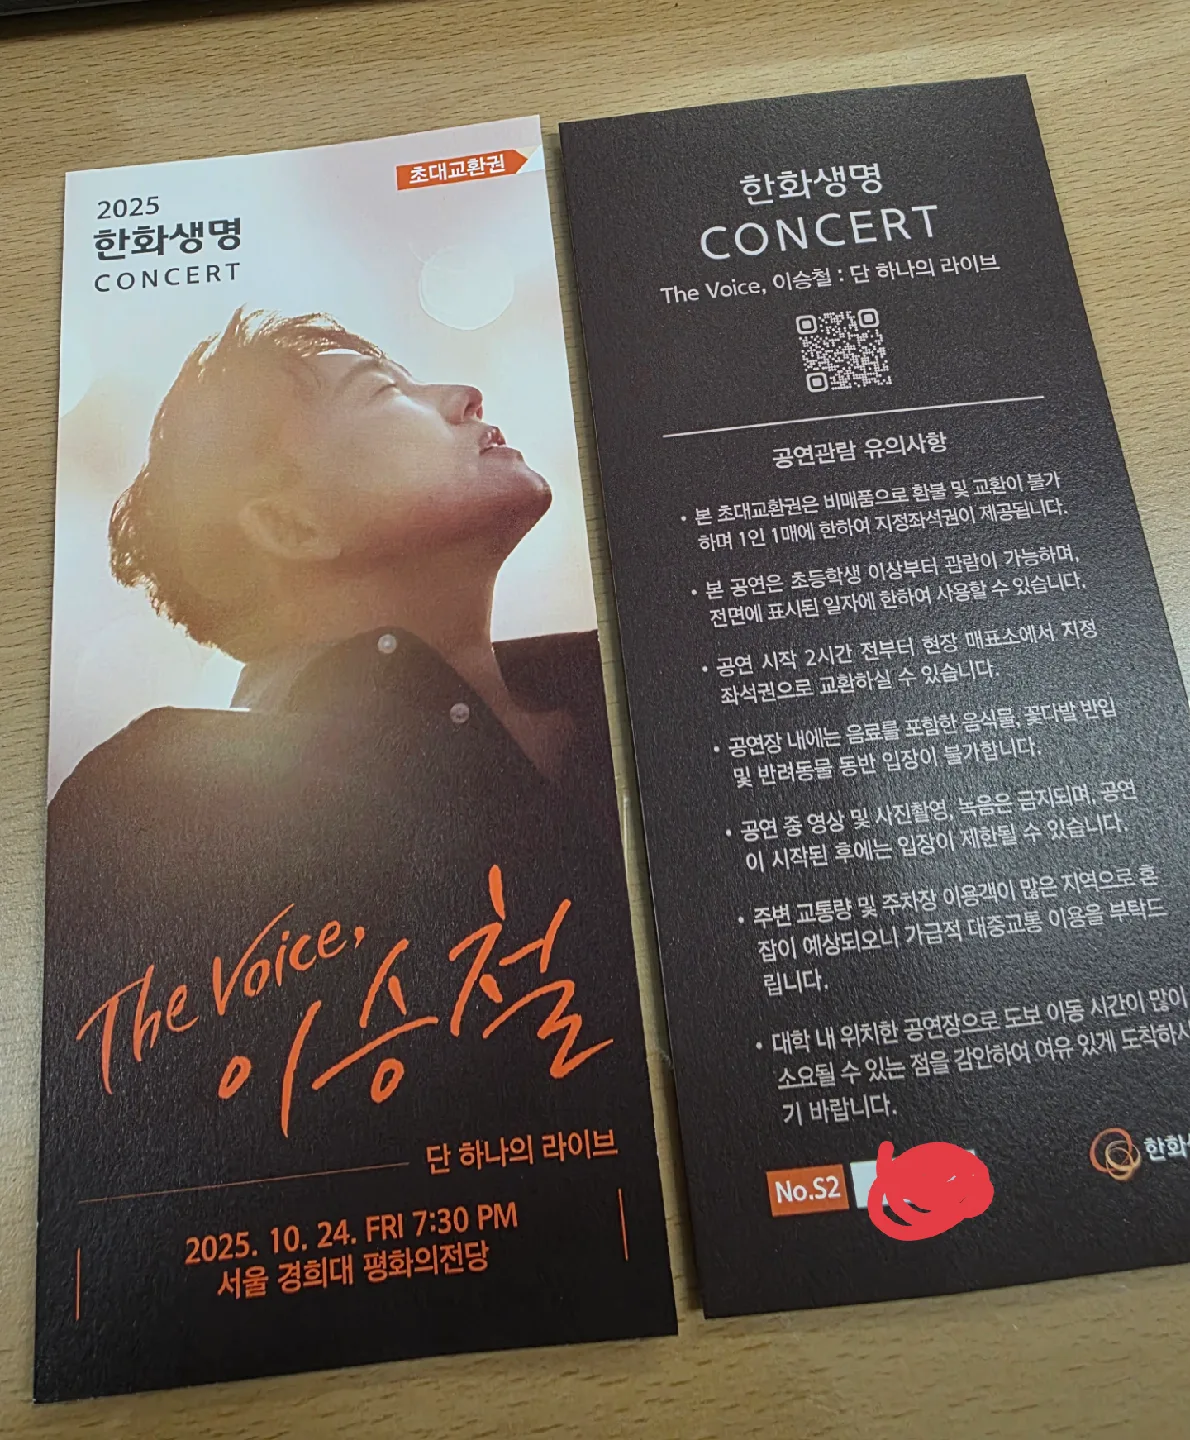 초대교환권
2025
한화생명
CONCERT
The Voice,
이승철
단 하나의 라이브
2025. 10. 24. FRI 7:30 PM
서울 경희대 평화의전당
한화생명
CONCERT
The Voice, 이승철 : 단 하나의 라이브
공연관람 유의사항
• 본 초대교환권은 비매품으로 환불 및 교환이 불가
하며 1인 1매에 한하여 지정좌석권이 제공됩니다.
• 본 공연은 초등학생 이상부터 관람이 가능하며,
전면에 표시된 일자에 한하여 사용할 수 있습니다.
• 공연 시작 2시간 전부터 현장 매표소에서 지정
좌석권으로 교환하실 수 있습니다.
• 공연장 내에는 음료를 포함한 음식물, 꽃다발 반입
및 반려동물 동반 입장이 불가합니다.
• 공연 중 영상 및 사진촬영, 녹음은 금지되며, 공연
이 시작된 후에는 입장이 제한될 수 있습니다.
• 주변 교통량 및 주차장 이용객이 많은 지역으로 혼
잡이 예상되오니 가급적 대중교통 이용을 부탁드
립니다.
• 대학 내 위치한 공연장으로 도보 이동 시간이 많이
소요될 수 있는 점을 감안하여 여유 있게 도착하시
기 바랍니다.
No.S2
한화